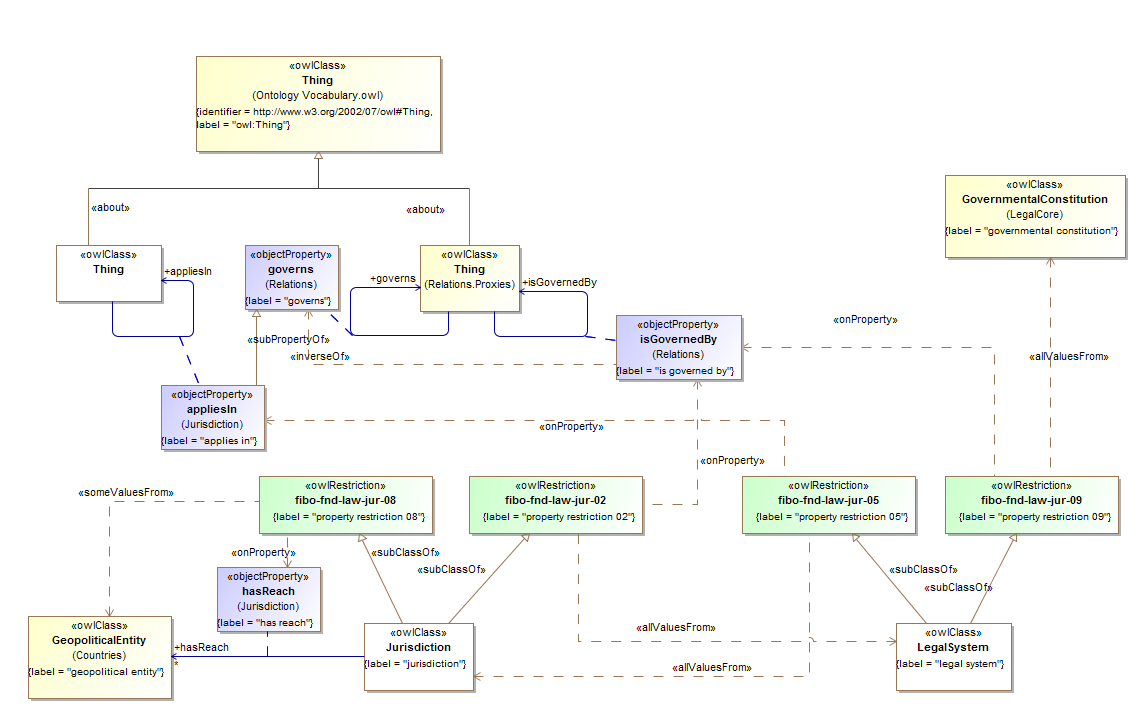 «owlClass»
Thing
(Ontology Vocabulary.owl)
{identifier = http://www.w3.org/2002/07/owl#Thing,
label = "owl:Thing"}
«about»
«about»
«owlClass»
GovernmentalConstitution
(LegalCore)
{label = "governmental constitution"}
«owlClass»
Thing
+appliesIn
«objectProperty»
governs
(Relations)
{label = "governs"}
+governs
«owlClass»
Thing
(Relations.Proxies)
+isGovernedBy
«objectProperty»
isGovernedBy
(Relations)
{label = "is governed by"}
«onProperty»
«allValuesFrom»
«subPropertyOf»
«inverseOf»
«objectProperty»
appliesIn
(Jurisdiction)
{label = "applies in"}
«onProperty»
«onProperty»
«someValuesFrom»
«owlRestriction»
fibo-fnd-law-jur-08
{label = "property restriction 08"}
«owlRestriction»
fibo-fnd-law-jur-02
{label = "property restriction 02"}
«owlRestriction»
fibo-fnd-law-jur-05
{label = "property restriction 05"}
«owlRestriction»
fibo-fnd-law-jur-09
{label = "property restriction 09"}
«onProperty»
«subClassOf»
«subClassOf»
«subClassOf»
«subClassOf»
«objectProperty»
hasReach
(Jurisdiction)
{label = "has reach"}
«owlClass»
GeopoliticalEntity
(Countries)
{label = "geopolitical entity"}
+hasReach
*
«owlClass»
Jurisdiction
{label = "jurisdiction"}
«allValuesFrom»
«allValuesFrom»
«owlClass»
LegalSystem
{label = "legal system"}